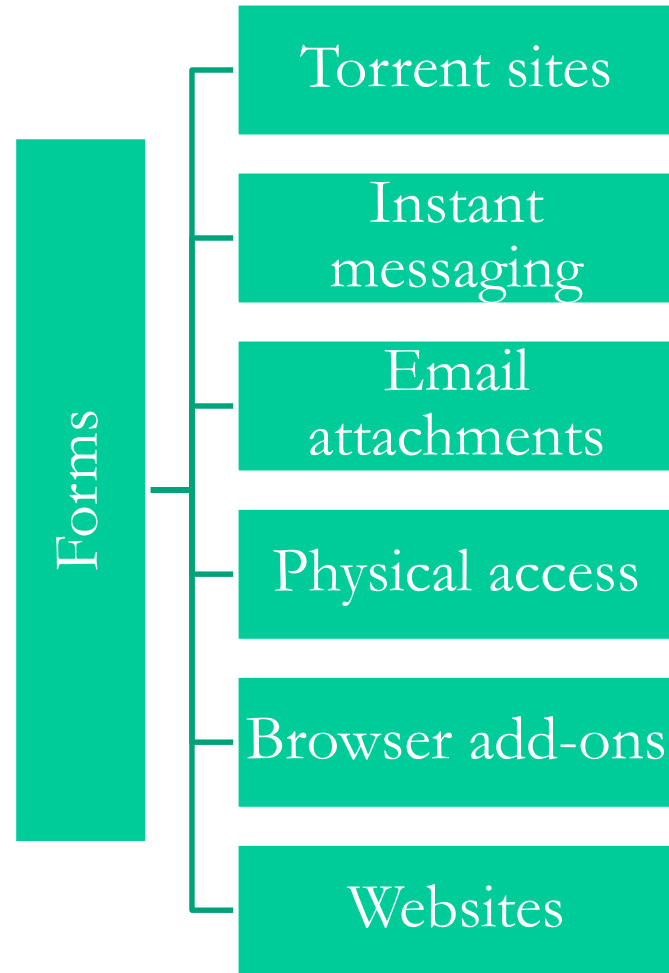 Forms
Torrent sites
Instant
messaging
Email
attachments
Physical access
Browser add-ons
Websites